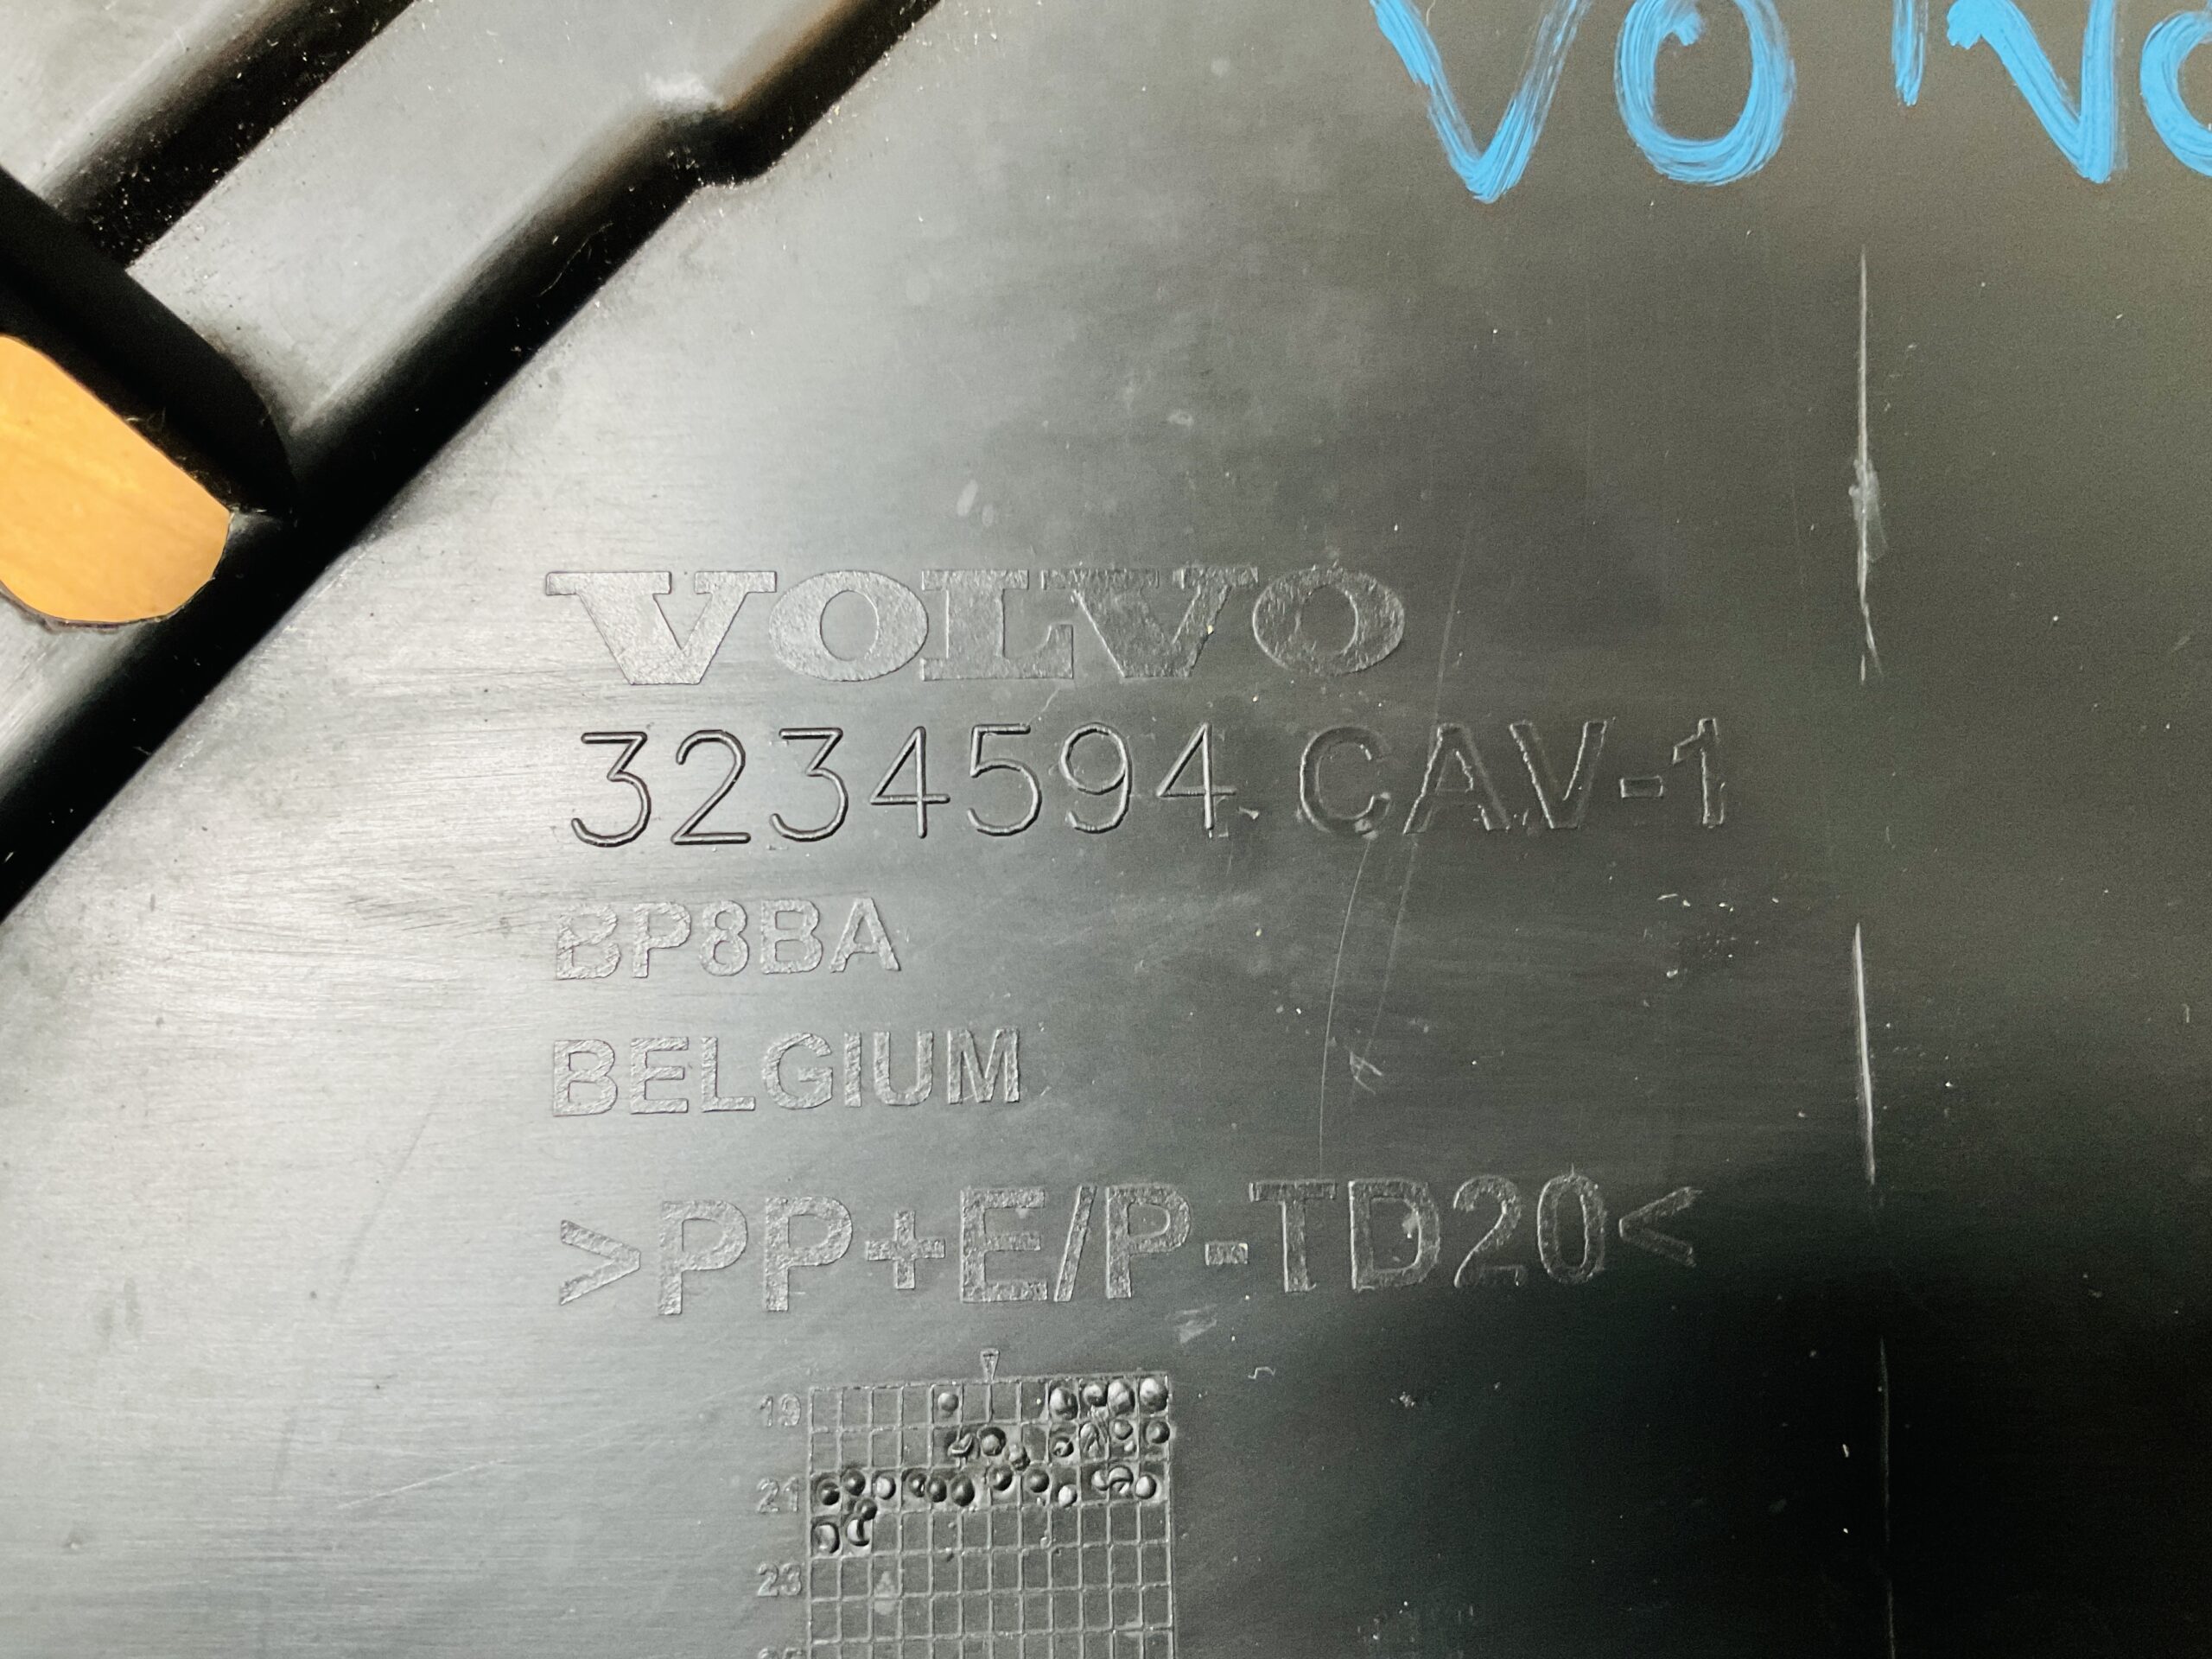 VOLVO
3234594 CAV-1
BP8BA
BELGIUM
>PP+E/P-TD20<
19
21
23